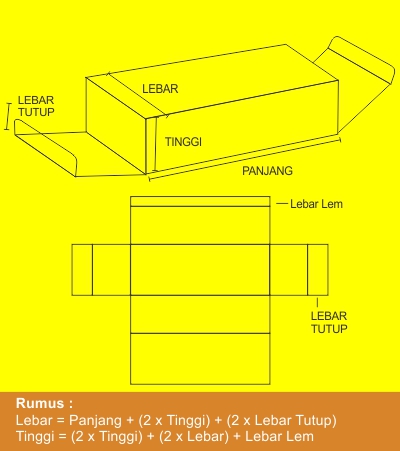 LEBAR
LEBAR
TUTUP
TINGGI
PANJANG
Lebar Lem
LEBAR
TUTUP
Rumus :
Lebar = Panjang + (2 x Tinggi) + (2 x Lebar Tutup)
Tinggi = (2 x Tinggi) + (2 x Lebar) + Lebar Lem